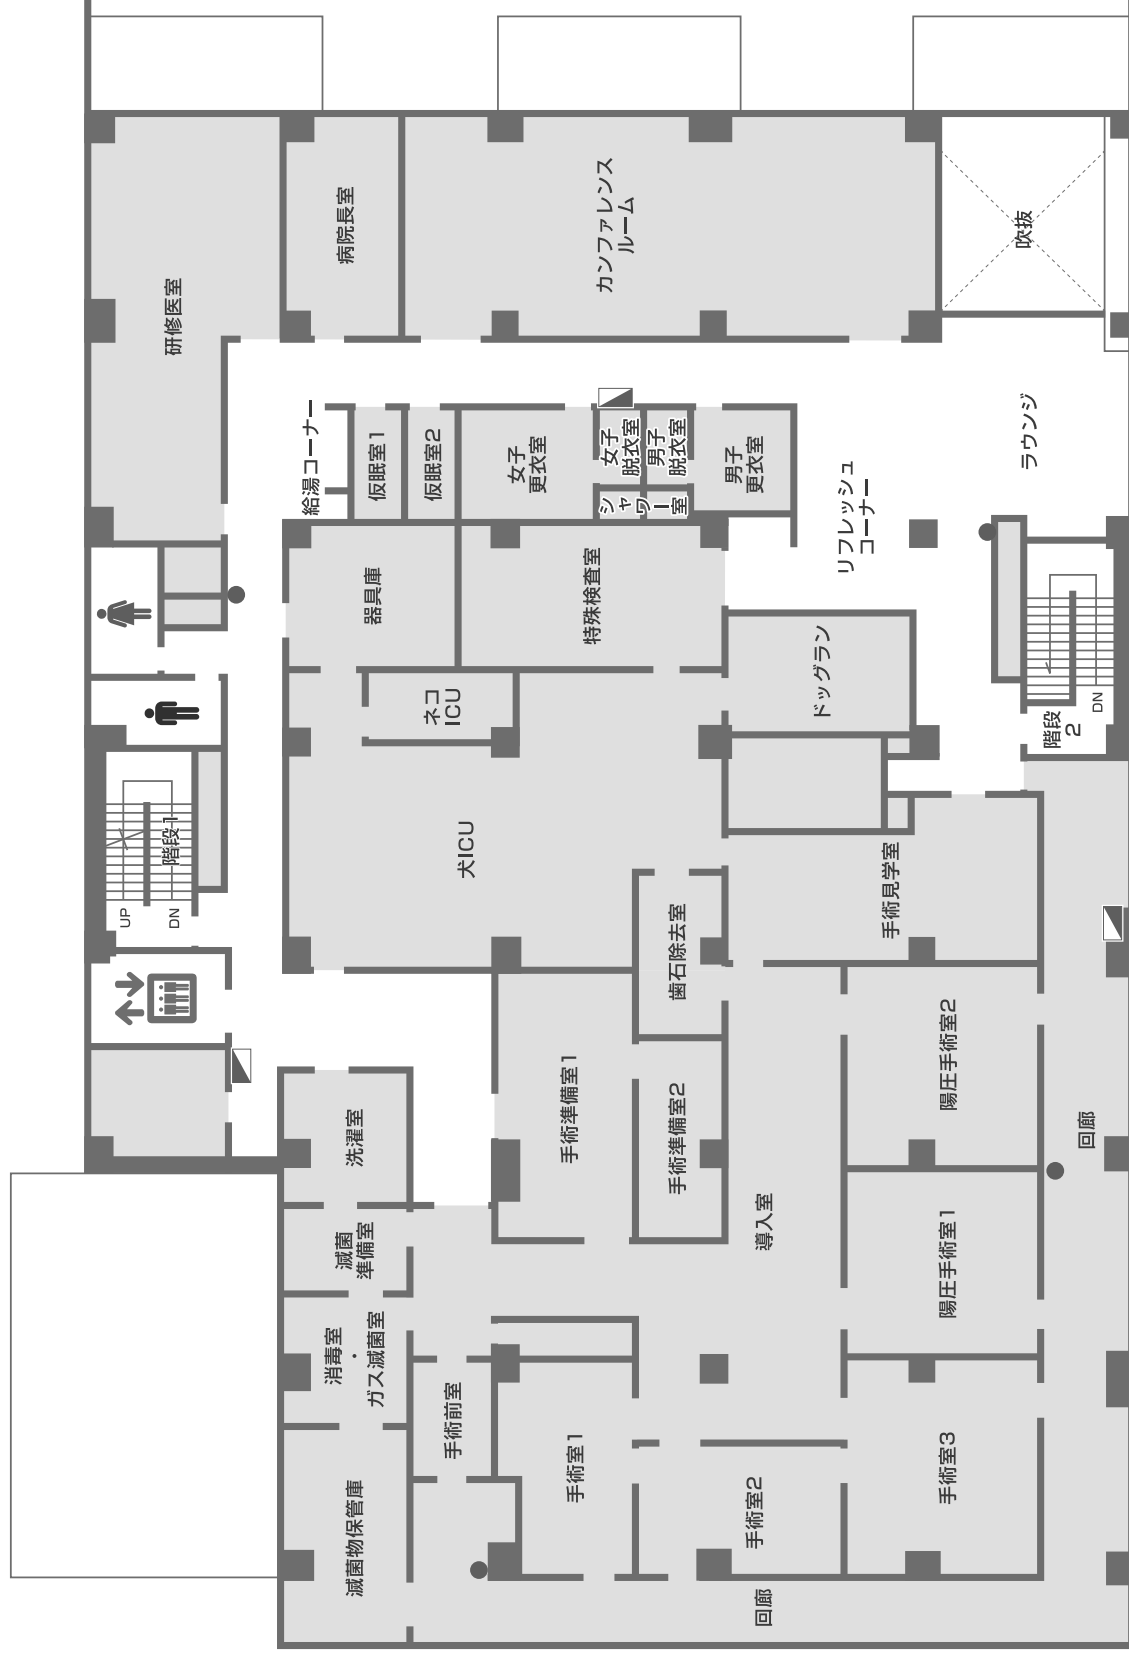 研修医室
病院長室
カンファレンス
ルーム
吹抜
給湯コーナー
仮眠室1
仮眠室2
女子
更衣室
女子
脱衣室
男子
脱衣室
シャワー室
男子
更衣室
リフレッシュ
コーナー
ラウンジ
器具庫
特殊検査室
ネコ
ICU
ドッグラン
階段
2
DN
階段1
UP
DN
犬ICU
歯石除去室
手術見学室
手術準備室1
手術準備室2
陽圧手術室2
回廊
洗濯室
滅菌
準備室
導入室
陽圧手術室1
消毒室
・
ガス滅菌室
手術前室
手術室1
手術室2
手術室3
滅菌物保管庫
回廊